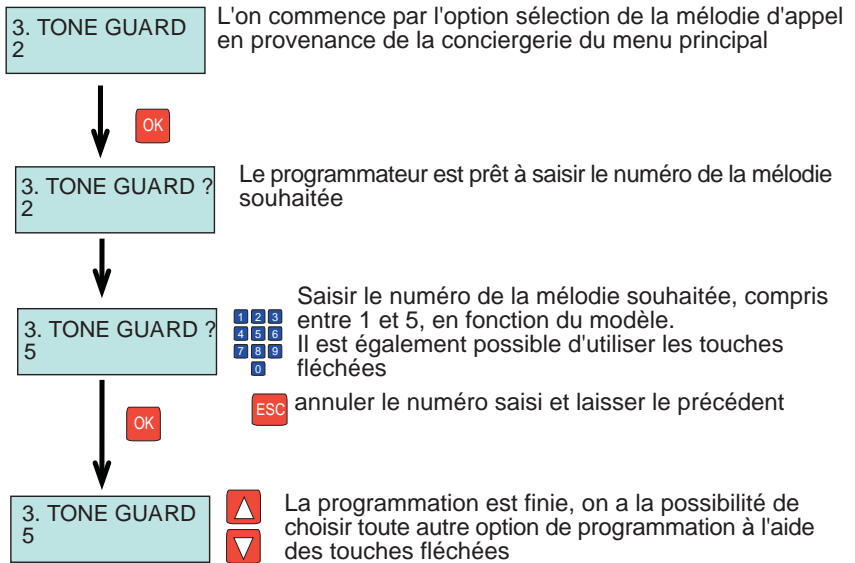 3. TONE GUARD
2
L'on commence par l'option sélection de la mélodie d'appel
en provenance de la conciergerie du menu principal
OK
3. TONE GUARD ?
2
Le programmateur est prêt à saisir le numéro de la mélodie
souhaitée
3. TONE GUARD ?
5
1 2 3
4 5 6
7 8 9
0
Saisir le numéro de la mélodie souhaitée, compris
entre 1 et 5, en fonction du modèle.
Il est également possible d'utiliser les touches
fléchées
ESC annuler le numéro saisi et laisser le précédent
OK
3. TONE GUARD
5
La programmation est finie, on a la possibilité de
choisir toute autre option de programmation à l'aide
des touches fléchées